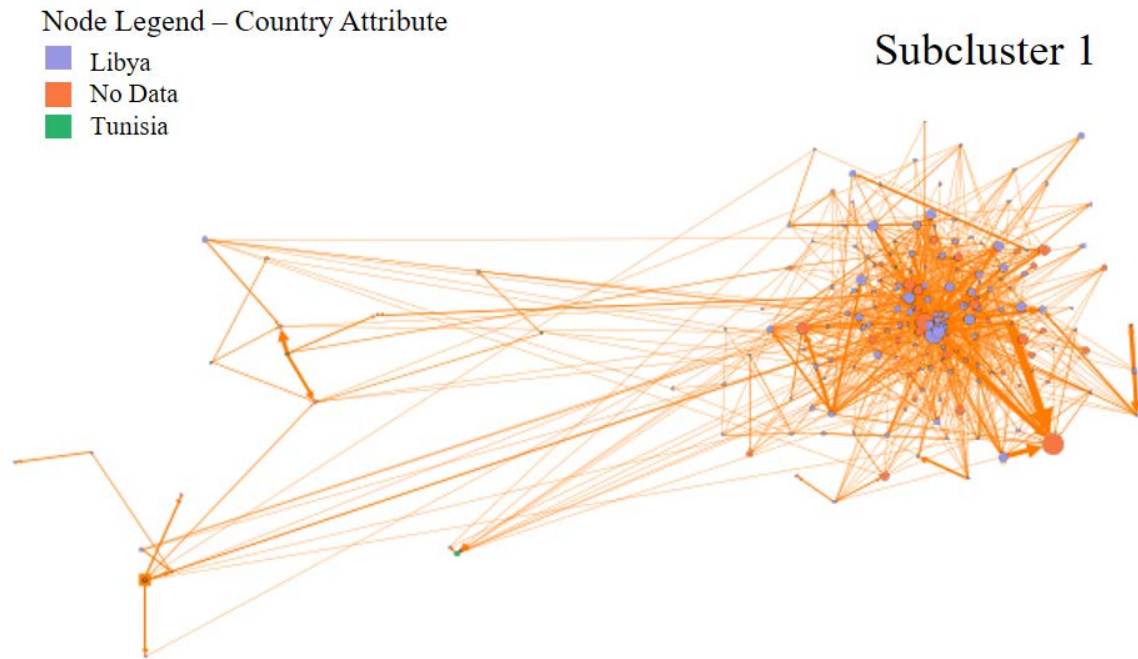 Node Legend – Country Attribute
Subcluster 1
Libya
No Data
Tunisia